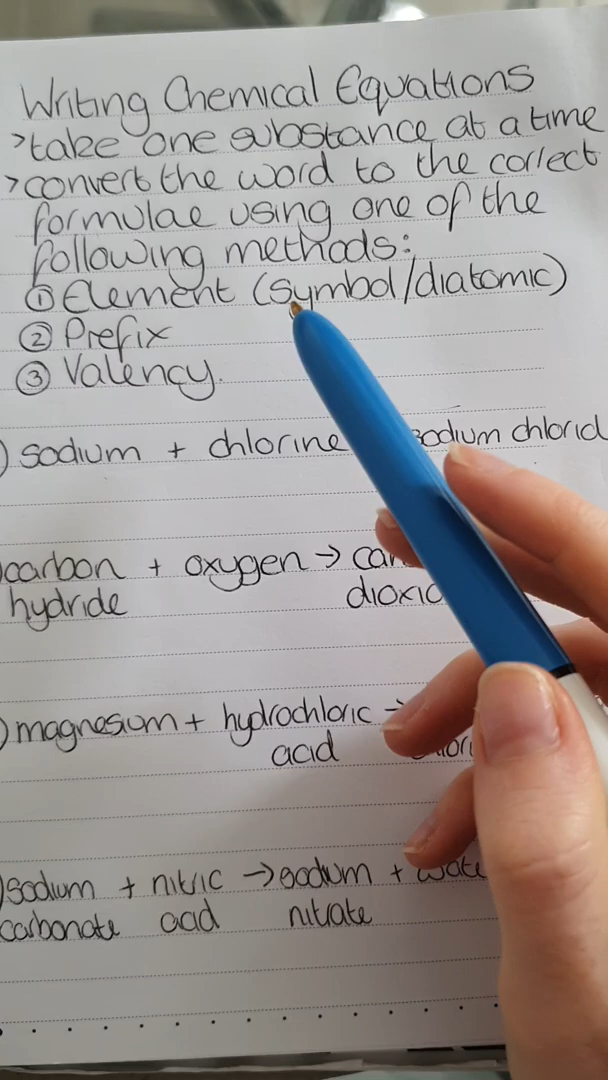 Writing Chemical Equations
>take one substance at a time
>convert the word to the correct
formulae using one of the
following methods:
① Element (symbol/diatomic)
② Prefix
③ Valency.
) sodium + chlorine sodium chlorid
) carbon + oxygen →
hydride
) magnesium + hydrochloric →
acid
) sodium + nitric → sodium +
carbonate acid nitrate